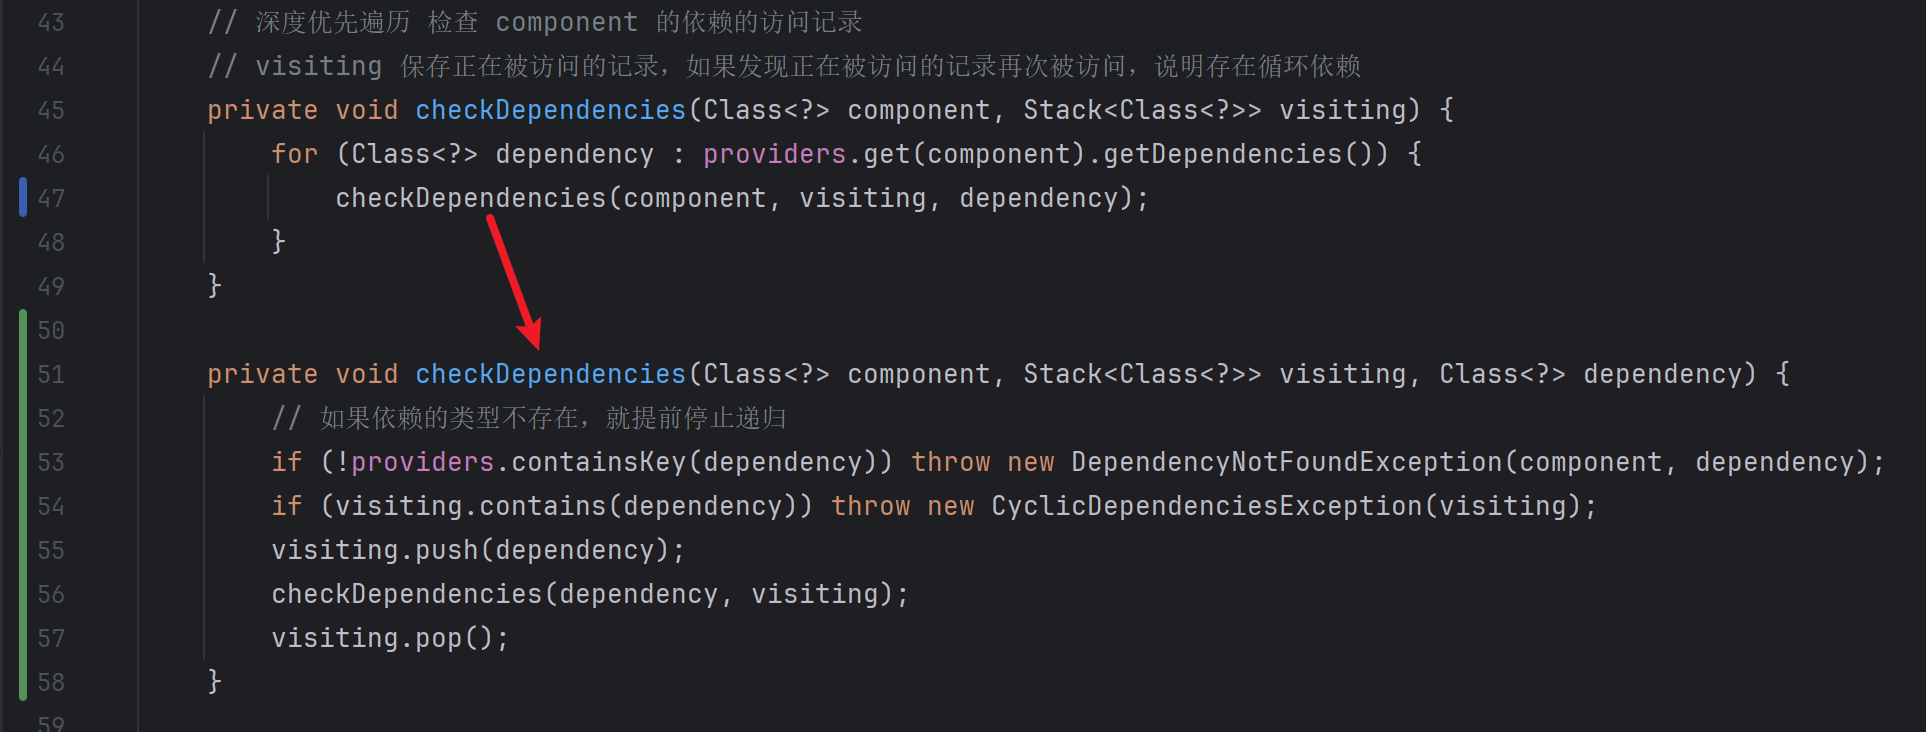 43 // 深度优先遍历 检查 component 的依赖的访问记录
44 // visiting 保存正在被访问的记录，如果发现正在被访问的记录再次被访问，说明存在循环依赖
45 private void checkDependencies(Class<?> component, Stack<Class<?>> visiting) {
46 for (Class<?> dependency : providers.get(component).getDependencies()) {
47 checkDependencies(component, visiting, dependency);
48 }
49 }
50
51 private void checkDependencies(Class<?> component, Stack<Class<?>> visiting, Class<?> dependency) {
52 // 如果依赖的类型不存在，就提前停止递归
53 if (!providers.containsKey(dependency)) throw new DependencyNotFoundException(component, dependency);
54 if (visiting.contains(dependency)) throw new CyclicDependenciesException(visiting);
55 visiting.push(dependency);
56 checkDependencies(dependency, visiting);
57 visiting.pop();
58 }
59